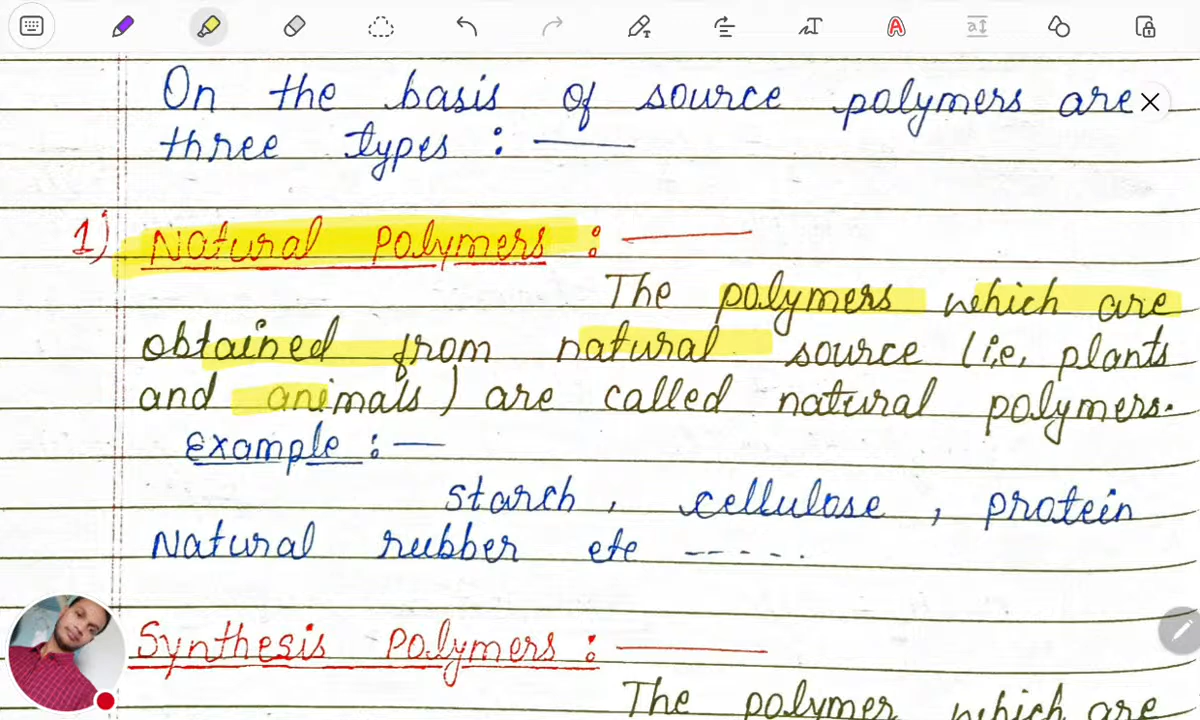 On the basis of source polymers are
three types : —
1) Natural Polymers : —
The polymers which are
obtained from natural source (i.e, plants
and animals) are called natural polymers.
Example : —
starch , cellulose , protein
Natural rubber etc -----.
Synthesis Polymers : —
The polymer which are